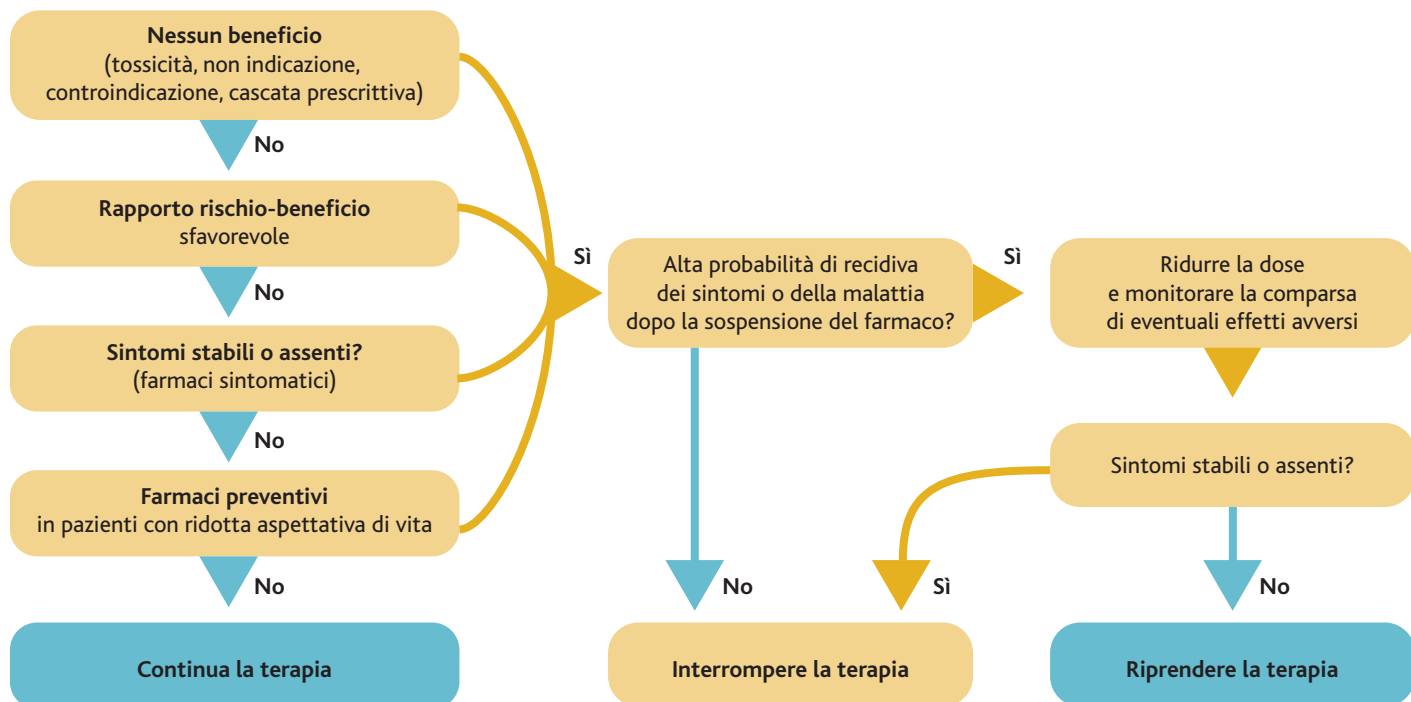 Nessun beneficio
(tossicità, non indicazione,
controindicazione, cascata prescrittiva)
No
Rapporto rischio-beneficio
sfavorevole
No
Sintomi stabili o assenti?
(farmaci sintomatici)
No
Farmaci preventivi
in pazienti con ridotta aspettativa di vita
No
Continua la terapia
Sì
Alta probabilità di recidiva
dei sintomi o della malattia
dopo la sospensione del farmaco?
No
Sì
Ridurre la dose
e monitorare la comparsa
di eventuali effetti avversi
Sintomi stabili o assenti?
Sì
No
Interrompere la terapia
Riprendere la terapia